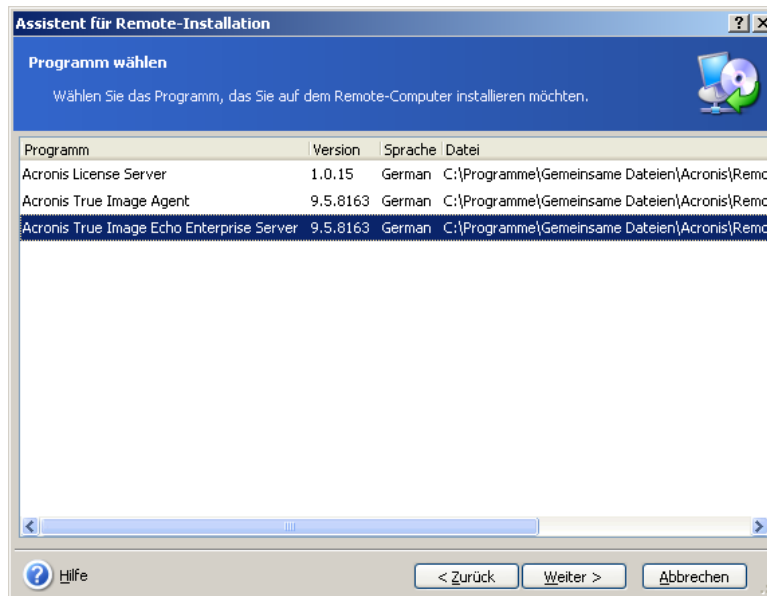 Assistent für Remote-Installation
Programm wählen
Wählen Sie das Programm, das Sie auf dem Remote-Computer installieren möchten.
Programm Version Sprache Datei
Acronis License Server 1.0.15 German C:\Programme\Gemeinsame Dateien\Acronis\Remo
Acronis True Image Agent 9.5.8163 German C:\Programme\Gemeinsame Dateien\Acronis\Remo
Acronis True Image Echo Enterprise Server 9.5.8163 German C:\Programme\Gemeinsame Dateien\Acronis\Remo
Hilfe < Zurück Weiter > Abbrechen